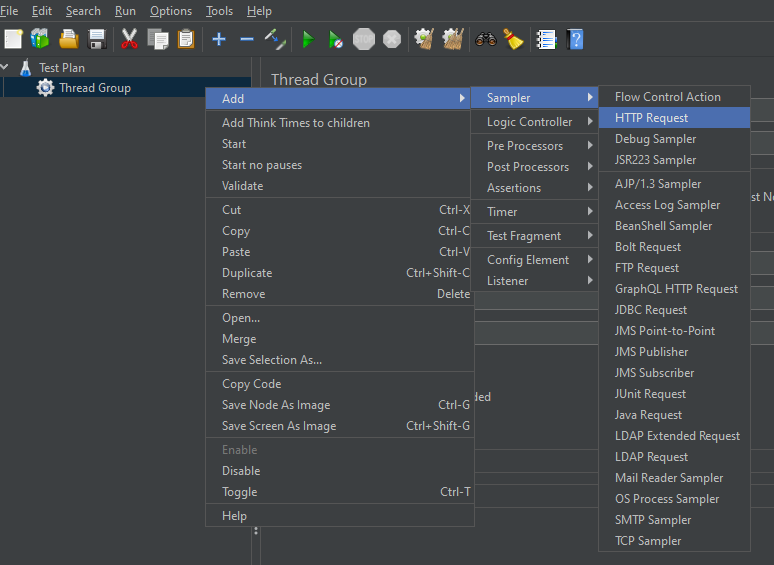 File Edit Search Run Options Tools Help
Test Plan
Thread Group
Thread Group
Add
Add Think Times to children
Start
Start no pauses
Validate
Cut Ctrl-X
Copy Ctrl-C
Paste Ctrl-V
Duplicate Ctrl+Shift-C
Remove Delete
Open...
Merge
Save Selection As...
Copy Code
Save Node As Image Ctrl-G
Save Screen As Image Ctrl+Shift-G
Enable
Disable
Toggle Ctrl-T
Help
Sampler
Logic Controller
Pre Processors
Post Processors
Assertions
Timer
Test Fragment
Config Element
Listener
Flow Control Action
HTTP Request
Debug Sampler
JSR223 Sampler
AJP/1.3 Sampler
Access Log Sampler
BeanShell Sampler
Bolt Request
FTP Request
GraphQL HTTP Request
JDBC Request
JMS Point-to-Point
JMS Publisher
JMS Subscriber
JUnit Request
Java Request
LDAP Extended Request
LDAP Request
Mail Reader Sampler
OS Process Sampler
SMTP Sampler
TCP Sampler